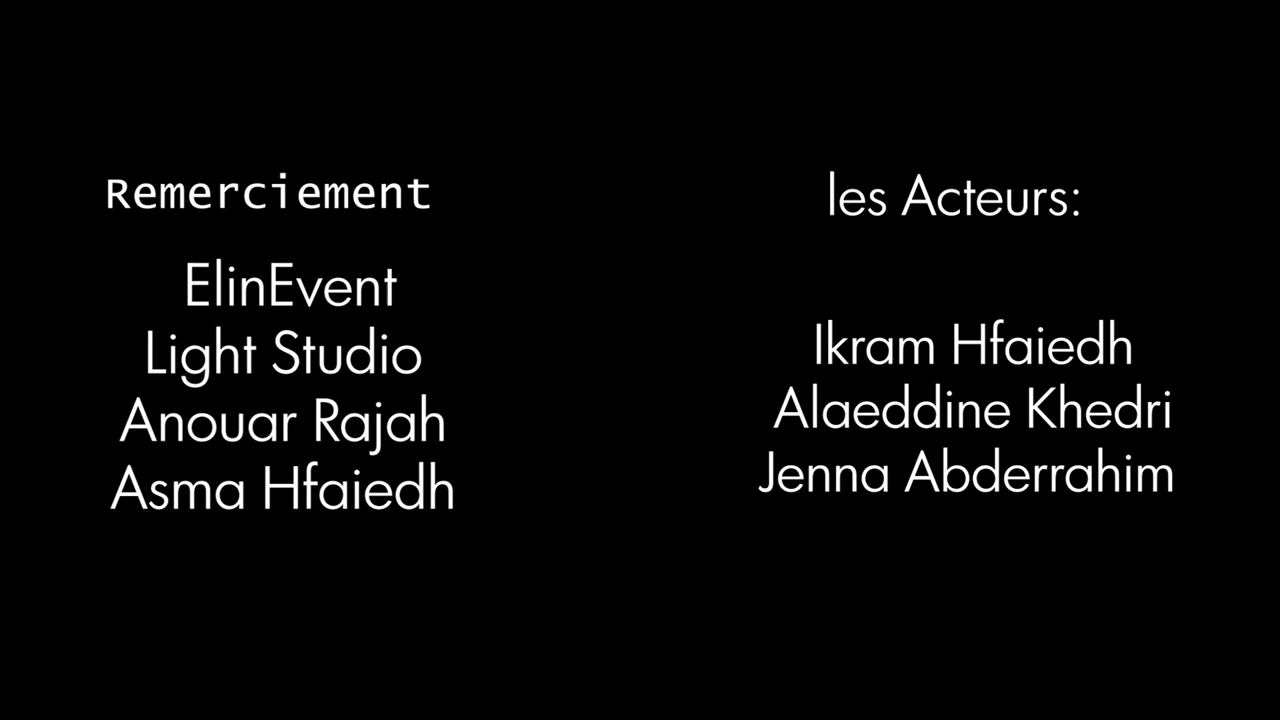 Remerciement
ElinEvent
Light Studio
Anouar Rajah
Asma Hfaiedh
les Acteurs:
Ikram Hfaiedh
Alaeddine Khedri
Jenna Abderrahim